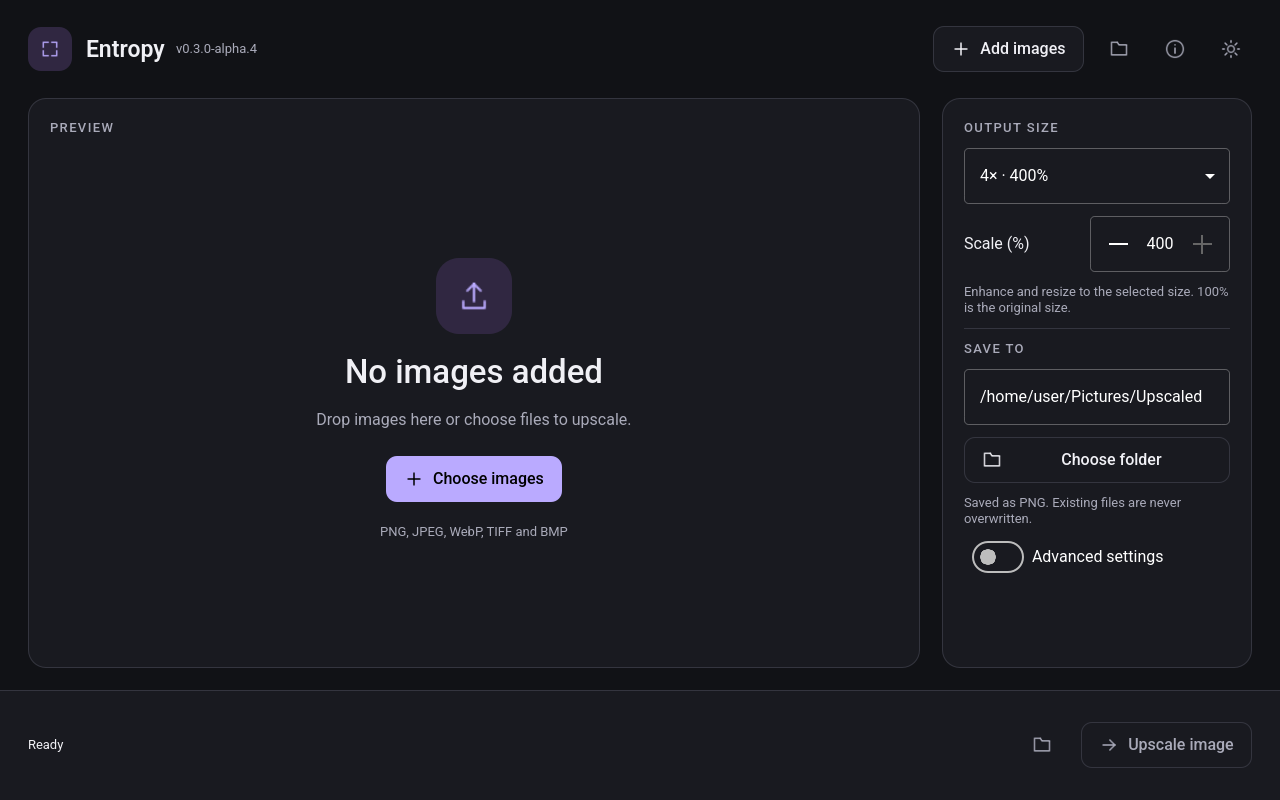 Entropy v0.3.0-alpha.4
Add images
PREVIEW
No images added
Drop images here or choose files to upscale.
Choose images
PNG, JPEG, WebP, TIFF and BMP
OUTPUT SIZE
4× · 400%
Scale (%) 400
Enhance and resize to the selected size. 100%
is the original size.
SAVE TO
/home/user/Pictures/Upscaled
Choose folder
Saved as PNG. Existing files are never
overwritten.
Advanced settings
Ready
Upscale image